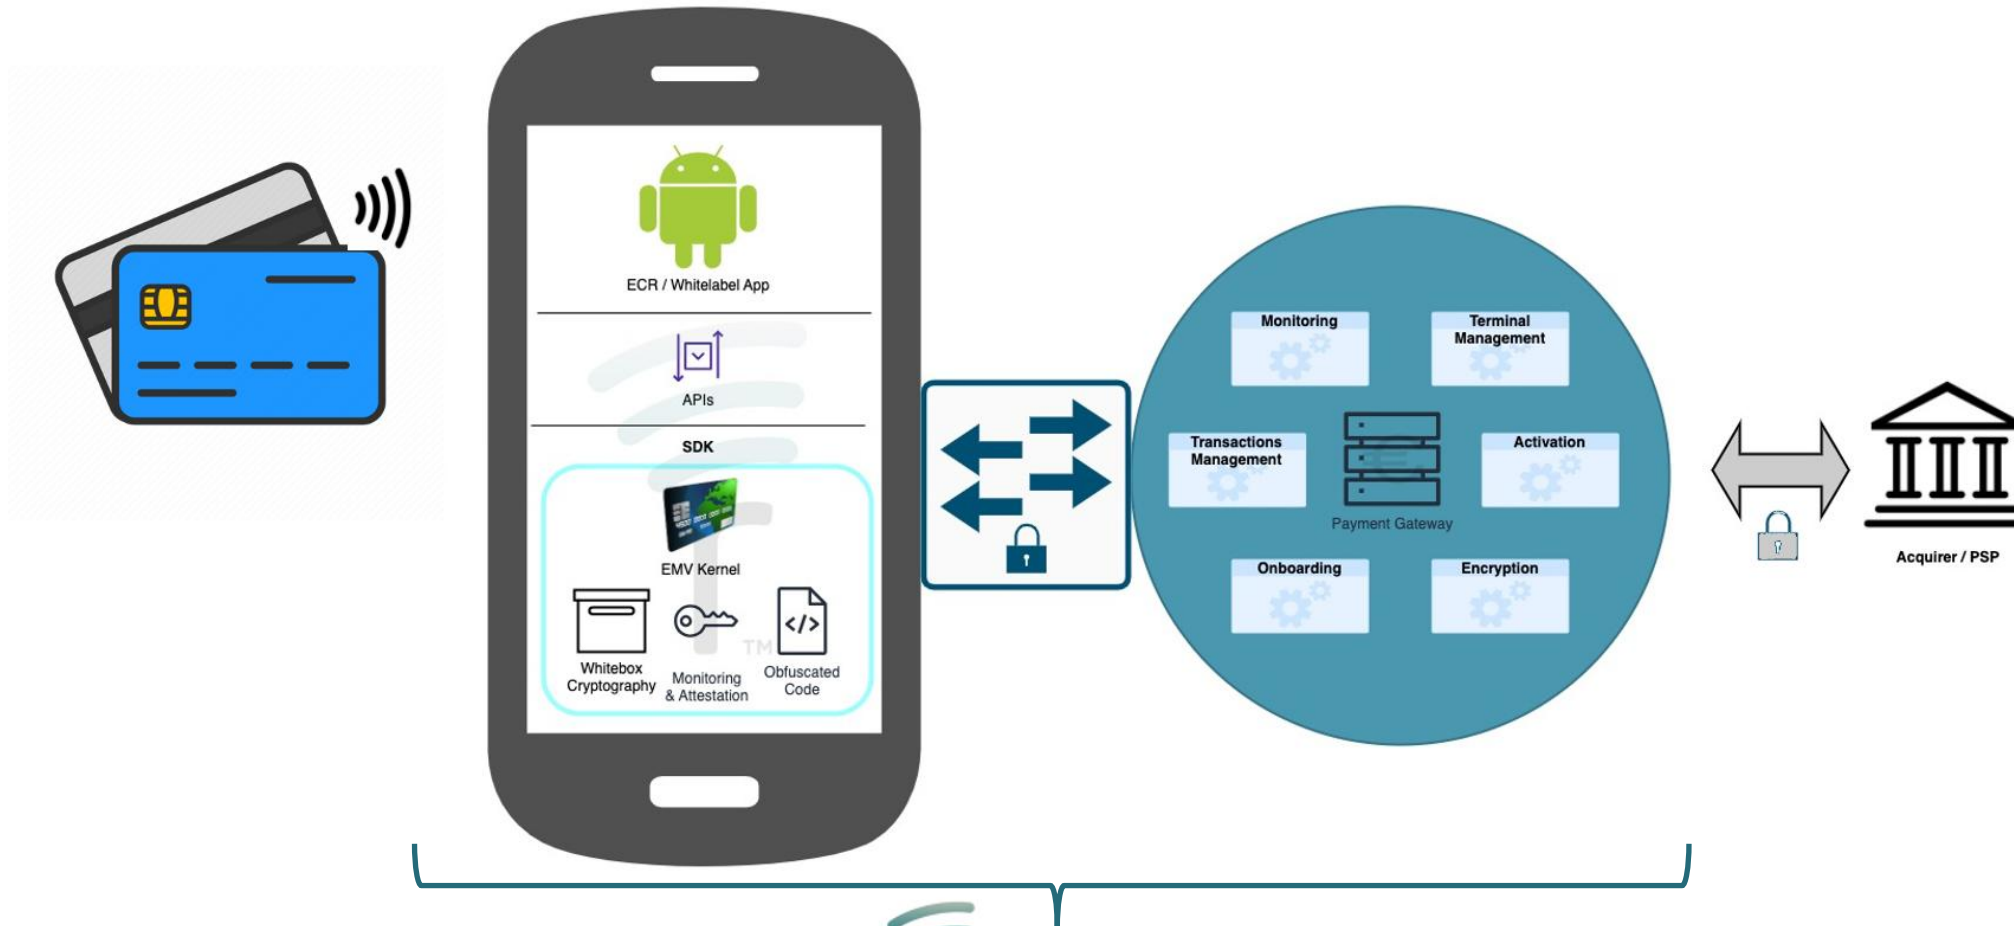 ECR / Whitelabel App
APIs
SDK
EMV Kernel
Whitebox
Cryptography
Monitoring
& Attestation
Obfuscated
Code
TM
Monitoring
Terminal
Management
Transactions
Management
Activation
Payment Gateway
Onboarding
Encryption
Acquirer / PSP